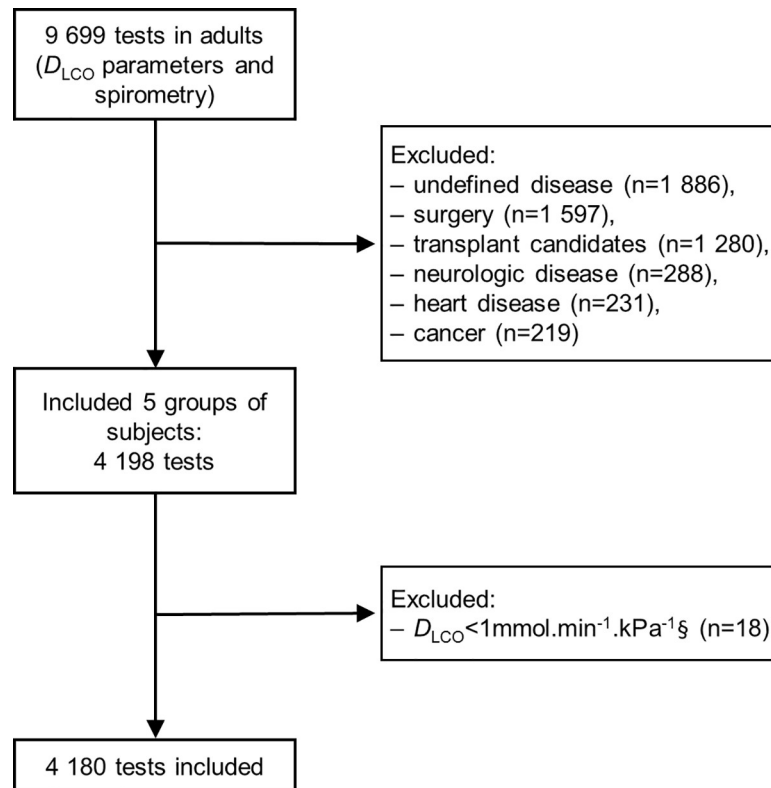 9 699 tests in adults
(D_LCO parameters and
spirometry)
Excluded:
– undefined disease (n=1 886),
– surgery (n=1 597),
– transplant candidates (n=1 280),
– neurologic disease (n=288),
– heart disease (n=231),
– cancer (n=219)
Included 5 groups of
subjects:
4 198 tests
Excluded:
– D_LCO<1mmol.min⁻¹.kPa⁻¹§ (n=18)
4 180 tests included